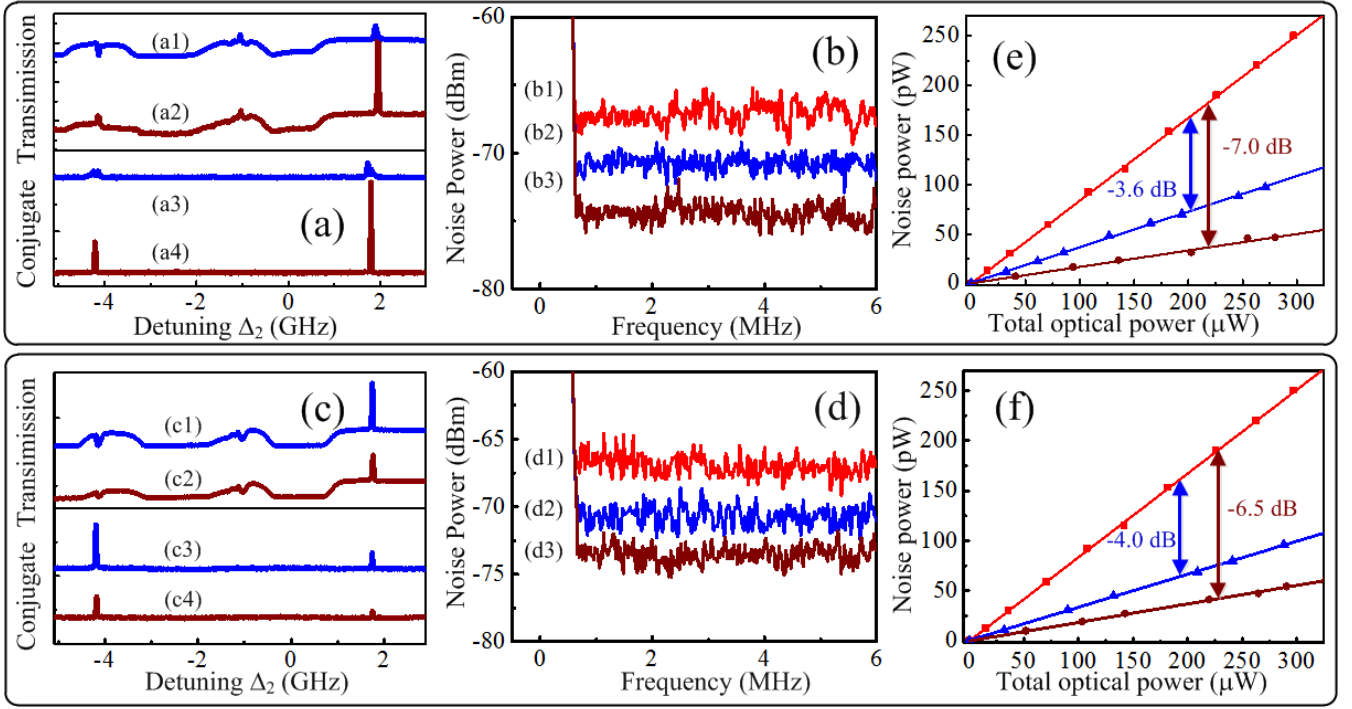 Transmission
Conjugate
(a1)
(a2)
(a3)
(a4)
(a)
-4
-2
0
2
Detuning Δ2 (GHz)
Noise Power (dBm)
-60
-70
-80
(b1)
(b2)
(b3)
(b)
0
2
4
6
Frequency (MHz)
Noise power (pW)
250
200
150
100
50
0
(e)
-3.6 dB
-7.0 dB
0
50
100
150
200
250
300
Total optical power (μW)
Transmission
Conjugate
(c1)
(c2)
(c3)
(c4)
(c)
-4
-2
0
2
Detuning Δ2 (GHz)
Noise Power (dBm)
-60
-65
-70
-75
-80
(d1)
(d2)
(d3)
(d)
0
2
4
6
Frequency (MHz)
Noise power (pW)
250
200
150
100
50
0
(f)
-4.0 dB
-6.5 dB
0
50
100
150
200
250
300
Total optical power (μW)